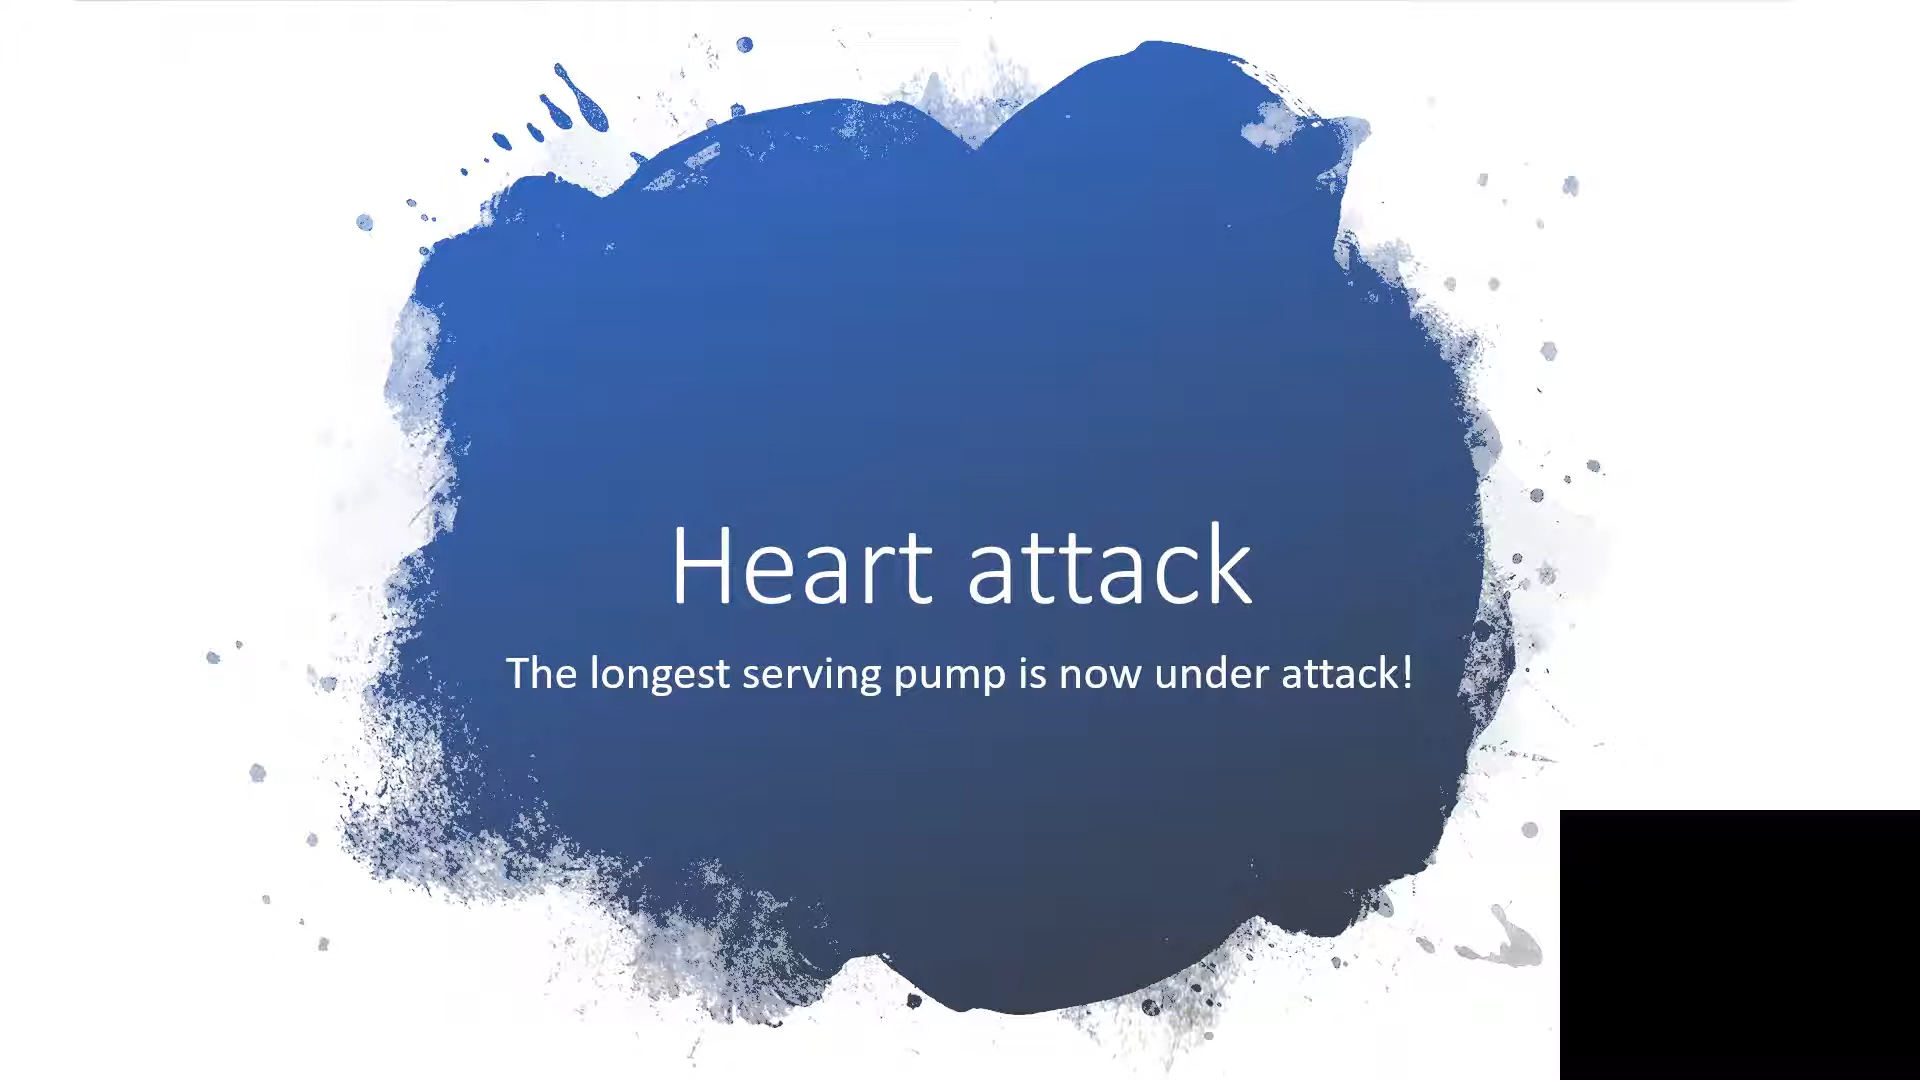 Heart attack
The longest serving pump is now under attack!